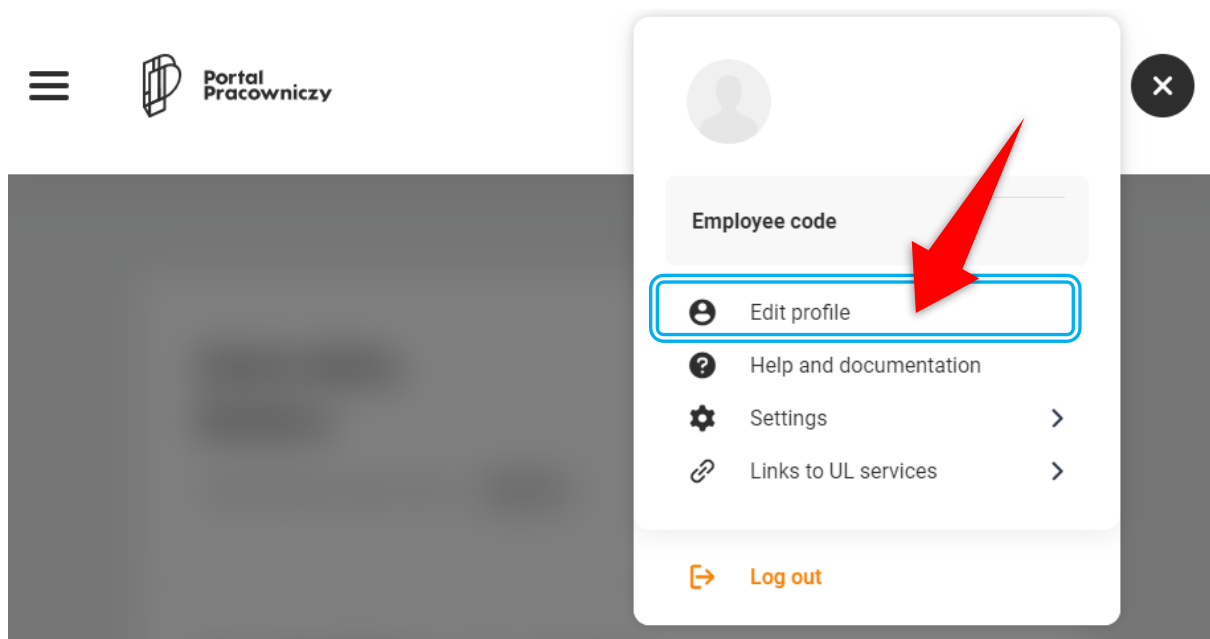 Portal
Pracowniczy
Employee code
Edit profile
Help and documentation
Settings
Links to UL services
Log out